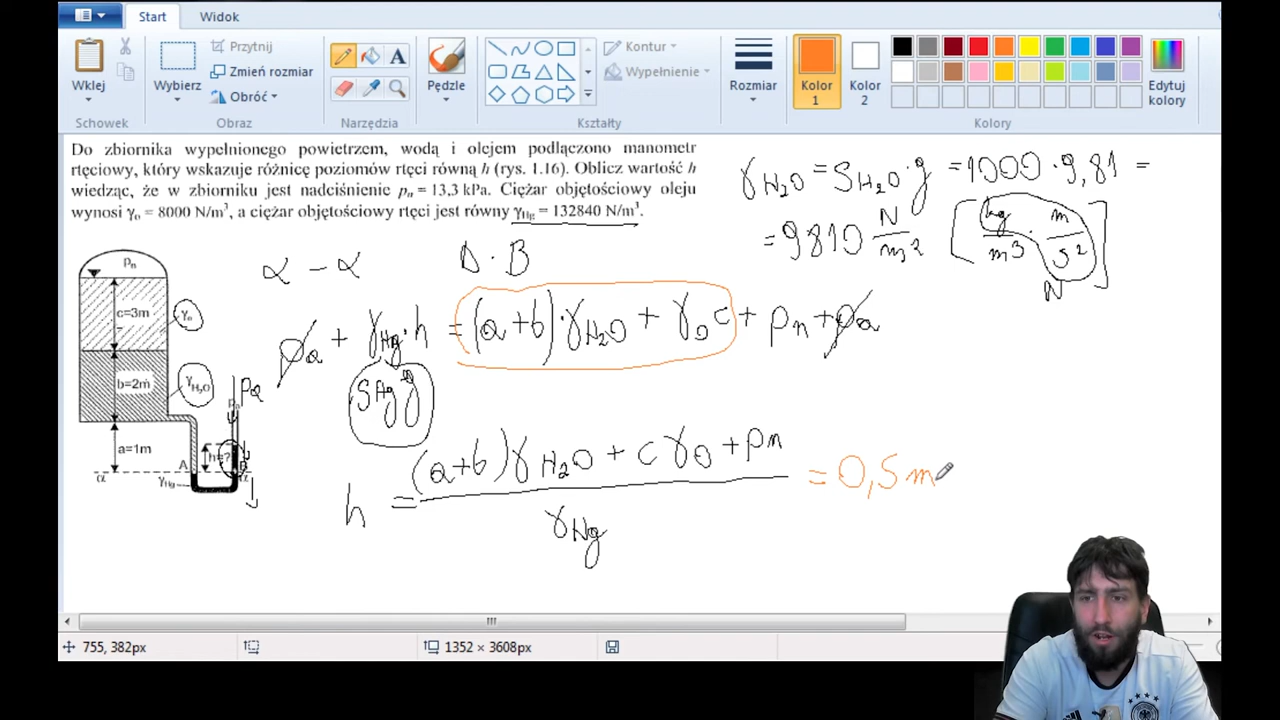 Start Widok
Wklej
Schowek
Wybierz
Przytnij
Zmień rozmiar
Obróć
Obraz
A
Narzędzia
Pędzle
Kształty
Kontur
Wypełnienie
Rozmiar
Kolor 1
Kolor 2
Kolory
Edytuj kolory
Do zbiornika wypełnionego powietrzem, wodą i olejem podłączono manometr
rtęciowy, który wskazuje różnicę poziomów rtęci równą h (rys. 1.16). Oblicz wartość h
wiedząc, że w zbiorniku jest nadciśnienie pn = 13,3 kPa. Ciężar objętościowy oleju
wynosi γo = 8000 N/m³, a ciężar objętościowy rtęci jest równy γHg = 132840 N/m³.
γH2O = ρH2O · g = 1000 · 9,81 =
= 9810 N/m² [kg/m³ · m/s²]
N
α – α D · B
pn
c=3m
γo
b=2m
γH2O
pa
a=1m
A
h=?
α
α
γHg
pa + γHg · h = (a+b) · γH2O + γo c + pn + pa
ρHg g
h = ((a+b) γH2O + c γo + pn) / γHg = 0,5 m
755, 382px
1352 × 3608px